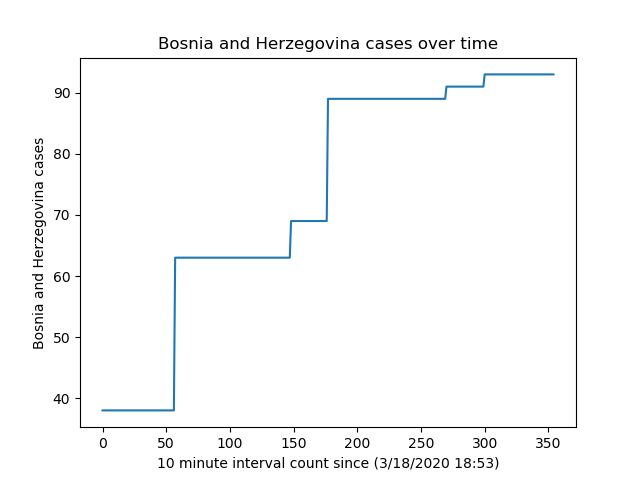 Bosnia and Herzegovina cases over time
Bosnia and Herzegovina cases
90
80
70
60
50
40
0 50 100 150 200 250 300 350
10 minute interval count since (3/18/2020 18:53)